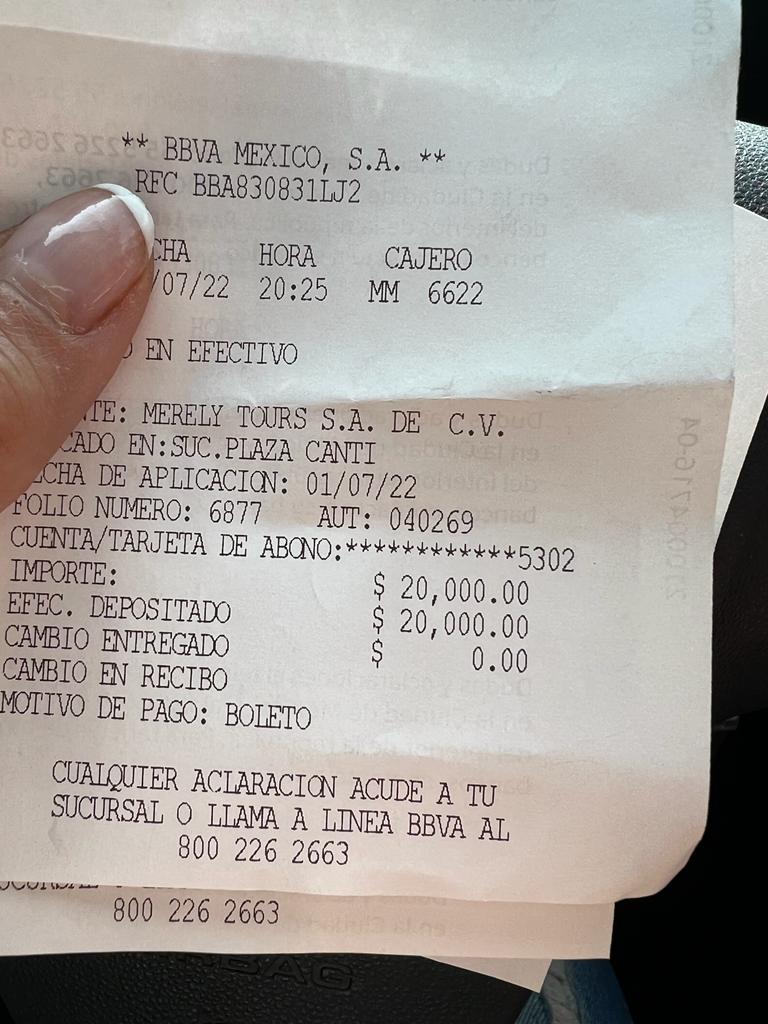 ** BBVA MEXICO, S.A. **
RFC BBA830831LJ2
HORA CAJERO
/07/22 20:25 MM 6622
EN EFECTIVO
MERELY TOURS S.A. DE C.V.
EN:SUC.PLAZA CANTI
DE APLICACION: 01/07/22
FOLIO NUMERO: 6877 AUT: 040269
CUENTA/TARJETA DE ABONO:************5302
IMPORTE: $ 20,000.00
EFEC. DEPOSITADO $ 20,000.00
CAMBIO ENTREGADO $ 0.00
CAMBIO EN RECIBO
MOTIVO DE PAGO: BOLETO
CUALQUIER ACLARACION ACUDE A TU
SUCURSAL O LLAMA A LINEA BBVA AL
800 226 2663
800 226 2663